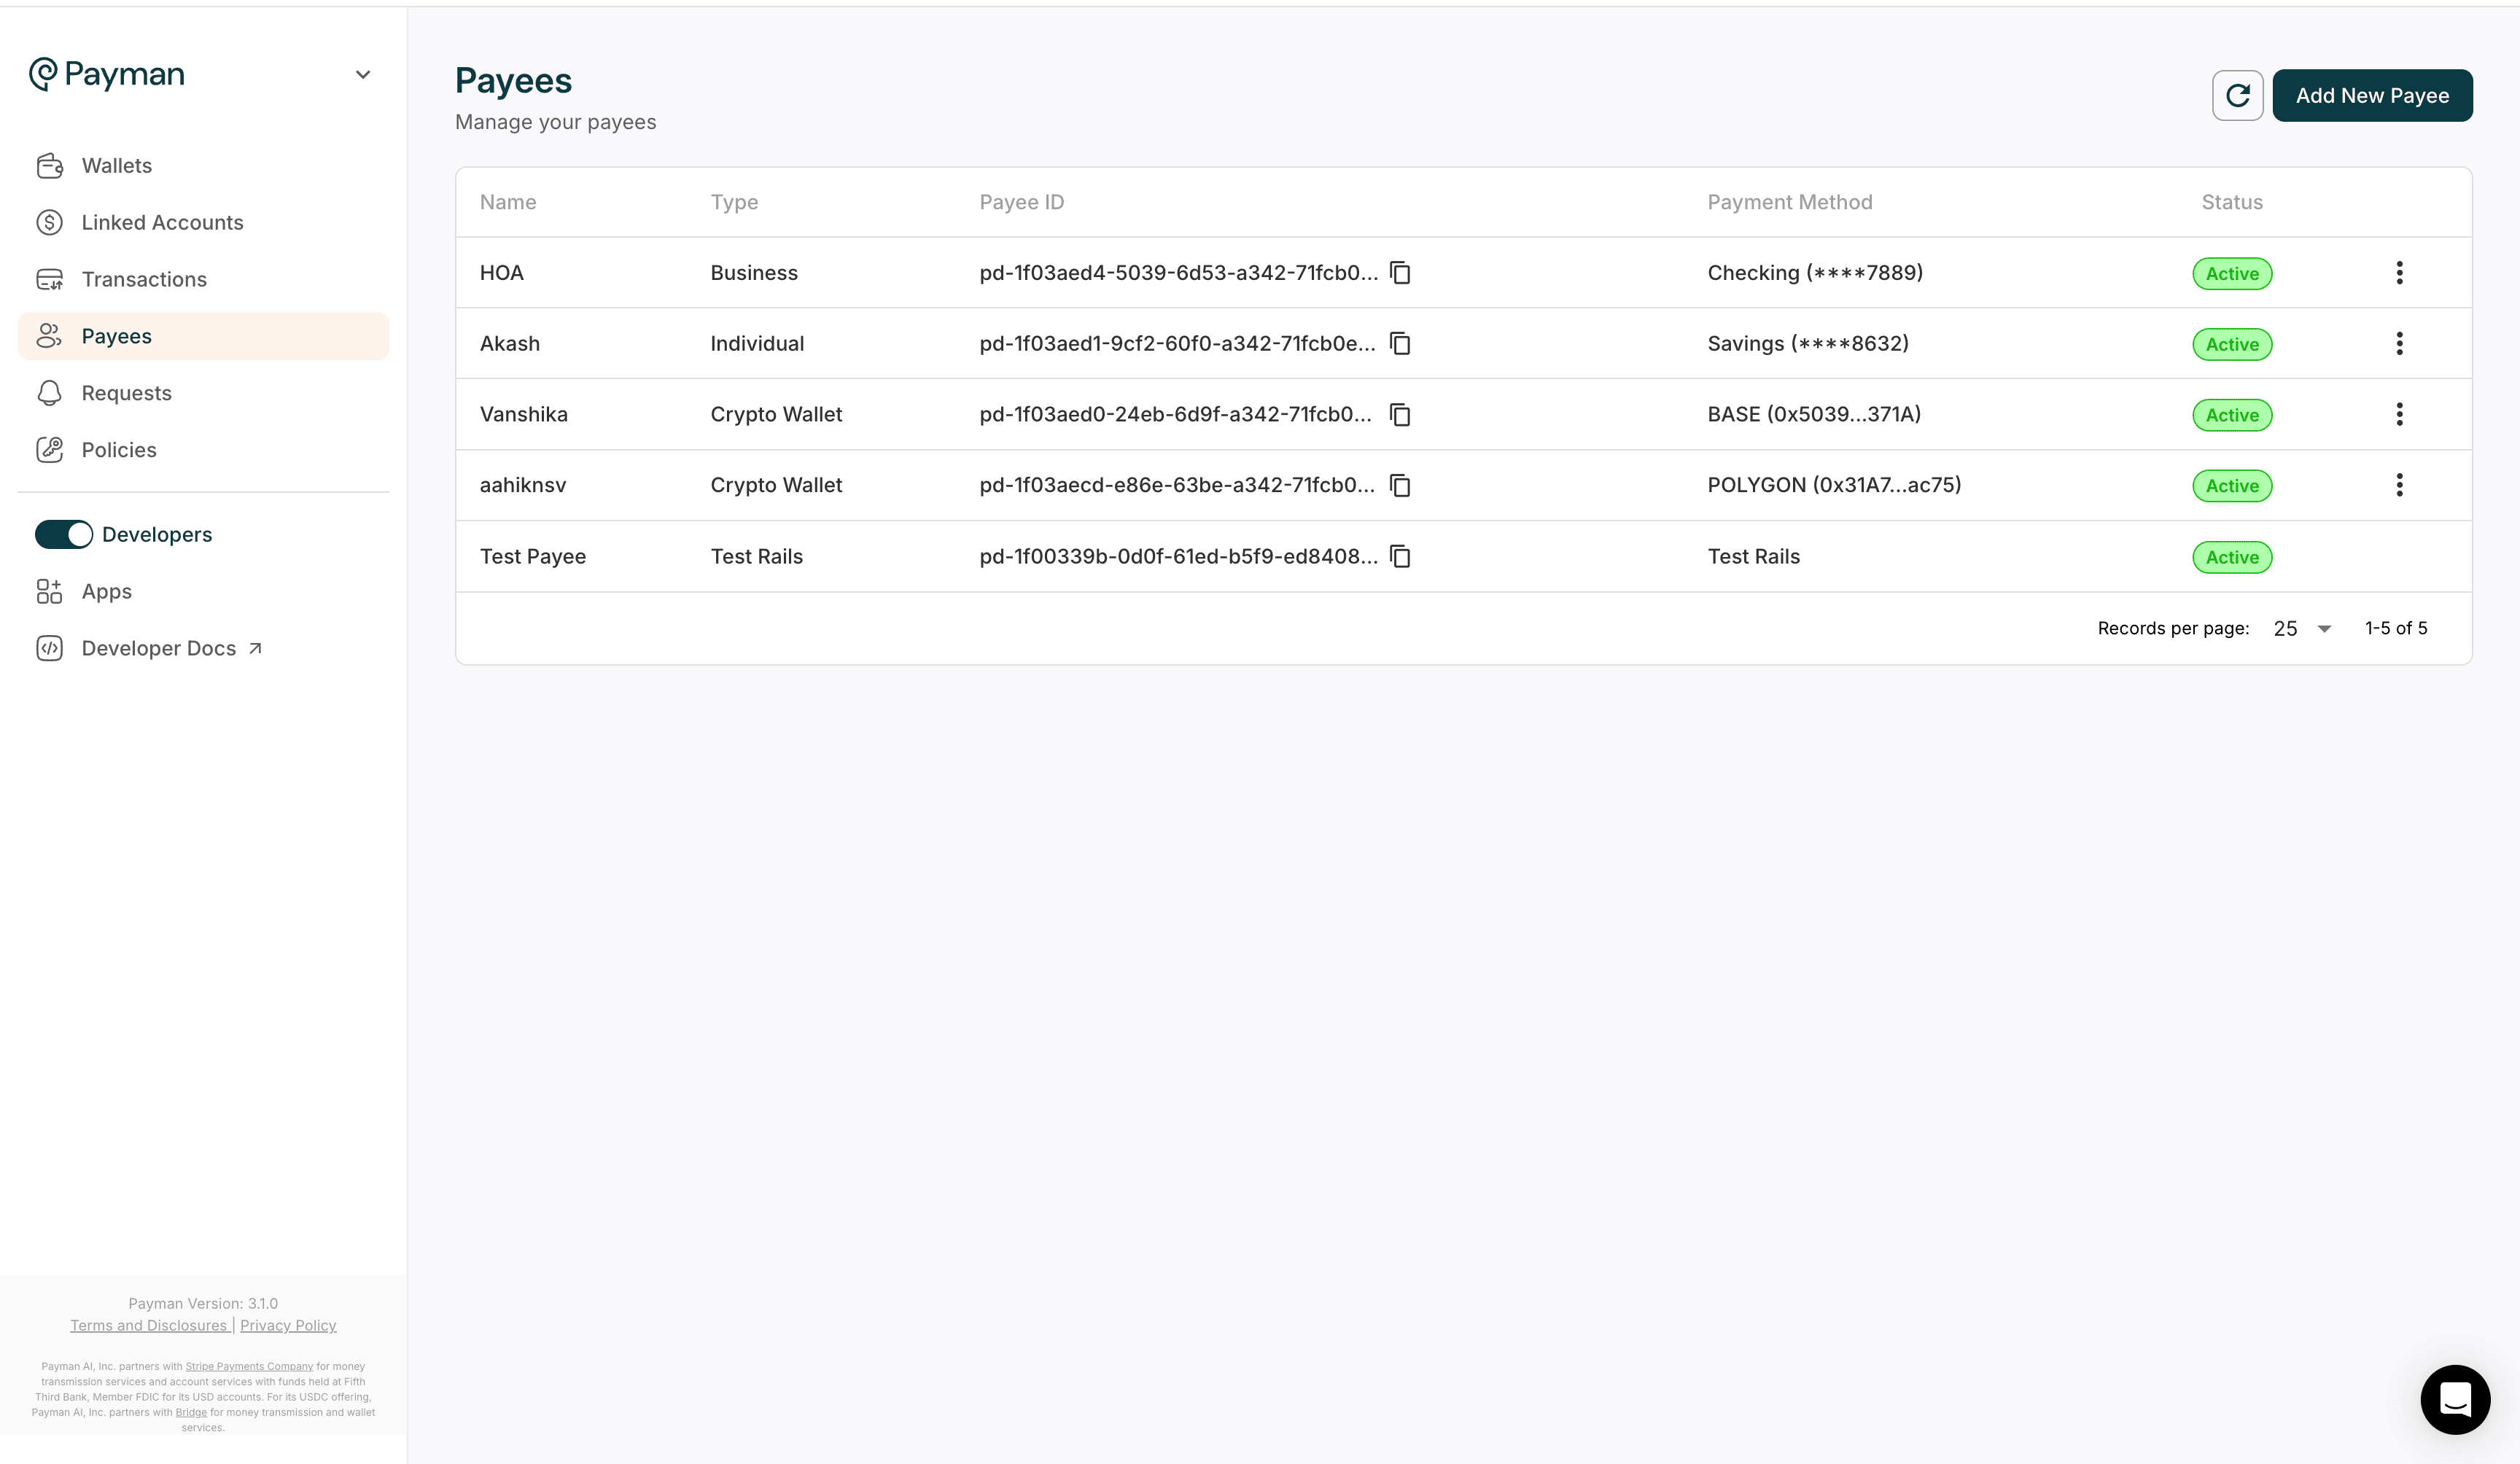 Payman
Wallets
Linked Accounts
Transactions
Payees
Requests
Policies
Developers
Apps
Developer Docs
Payman Version: 3.1.0
Terms and Disclosures | Privacy Policy
Payman AI, Inc. partners with Stripe Payments Company for money
transmission services and account services with funds held at Fifth
Third Bank, Member FDIC for its USD accounts. For its USDC offering,
Payman AI, Inc. partners with Bridge for money transmission and wallet
services.
Payees
Manage your payees
Add New Payee
Name Type Payee ID Payment Method Status
HOA Business pd-1f03aed4-5039-6d53-a342-71fcb0... Checking (****7889) Active
Akash Individual pd-1f03aed1-9cf2-60f0-a342-71fcb0e... Savings (****8632) Active
Vanshika Crypto Wallet pd-1f03aed0-24eb-6d9f-a342-71fcb0... BASE (0x5039...371A) Active
aahiknsv Crypto Wallet pd-1f03aecd-e86e-63be-a342-71fcb0... POLYGON (0x31A7...ac75) Active
Test Payee Test Rails pd-1f00339b-0d0f-61ed-b5f9-ed8408... Test Rails Active
Records per page: 25 1-5 of 5